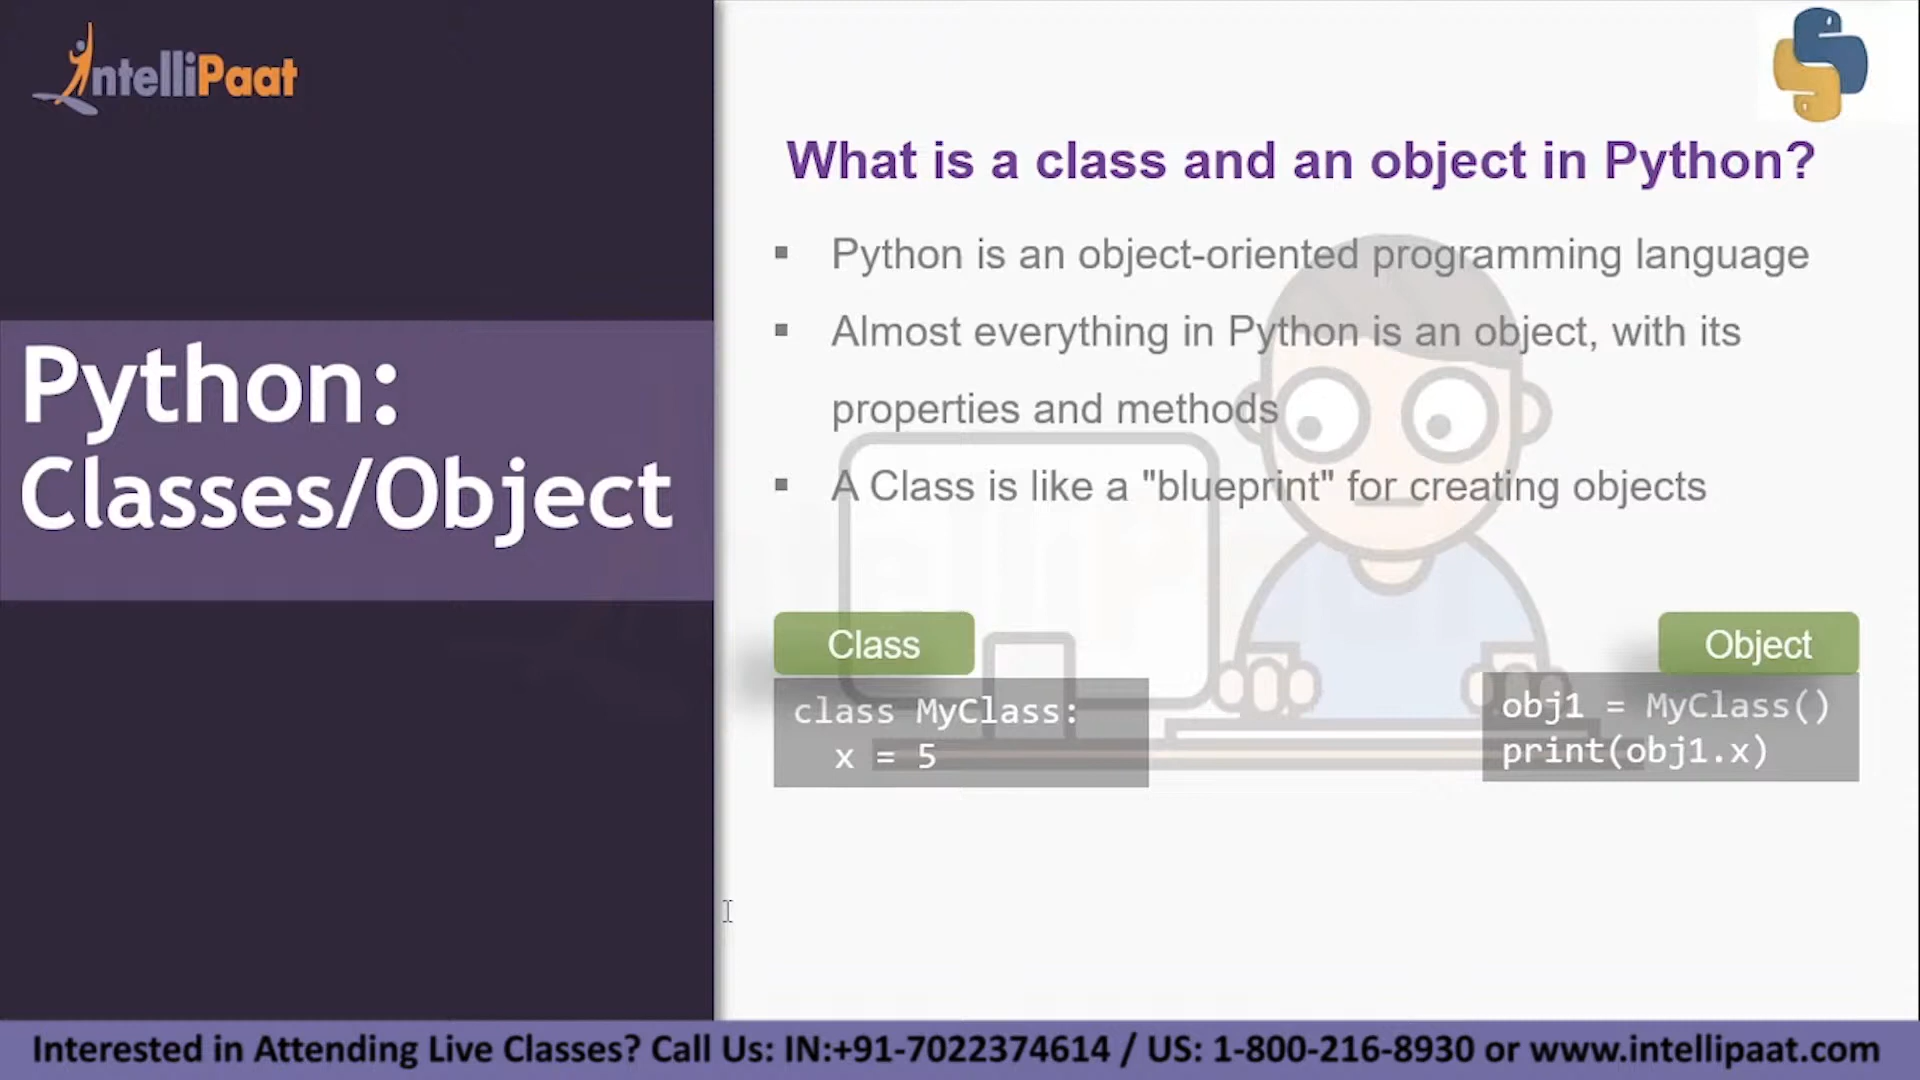 IntelliPaat
Python:
Classes/Object
What is a class and an object in Python?
▪ Python is an object-oriented programming language
▪ Almost everything in Python is an object, with its
properties and methods
▪ A Class is like a "blueprint" for creating objects
Class
class MyClass:
  x = 5
Object
obj1 = MyClass()
print(obj1.x)
Interested in Attending Live Classes? Call Us: IN:+91-7022374614 / US: 1-800-216-8930 or www.intellipaat.com